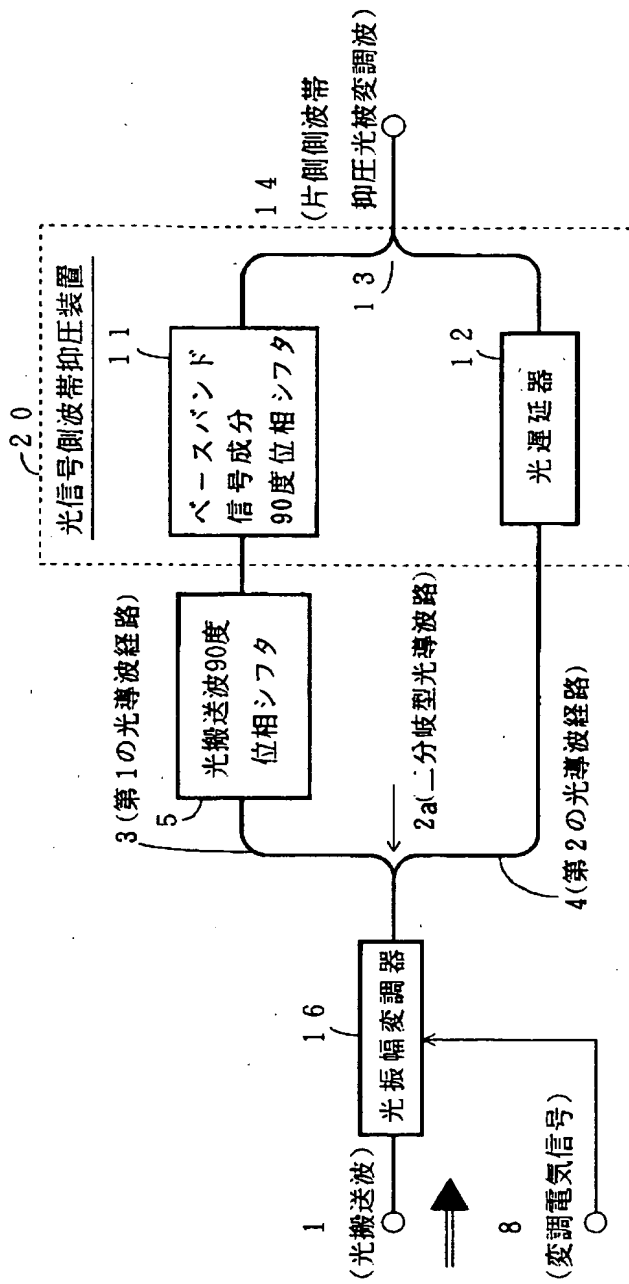 1
(光搬送波)
8
(変調電気信号)
16
光振幅変調器
3(第1の光導波経路)
5
光搬送波90度
位相シフタ
2a(二分岐型光導波路)
4(第2の光導波経路)
20
光信号側波帯抑圧装置
11
ベースバンド
信号成分
90度位相シフタ
12
光遅延器
13
14
(片側側波帯
抑圧光被変調波